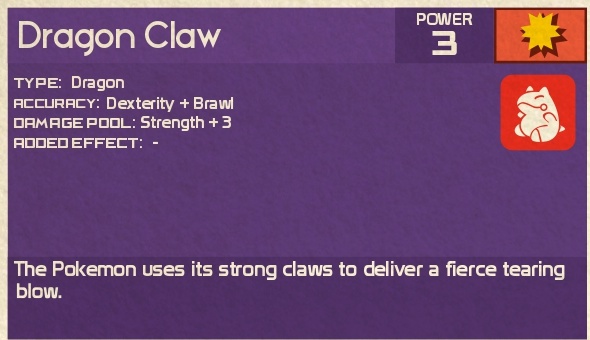 Dragon Claw
POWER
3
TYPE: Dragon
ACCURACY: Dexterity + Brawl
DAMAGE POOL: Strength + 3
ADDED EFFECT: -
The Pokemon uses its strong claws to deliver a fierce tearing
blow.